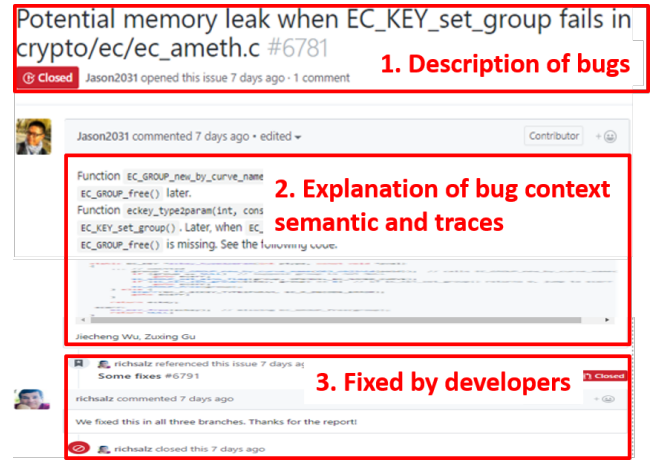 Potential memory leak when EC_KEY_set_group fails in
crypto/ec/ec_ameth.c #6781
Closed Jason2031 opened this issue 7 days ago · 1 comment
1. Description of bugs
Jason2031 commented 7 days ago • edited
Contributor
Function EC_GROUP_new_by_curve_name
EC_GROUP_free() later.
Function eckey_type2param(int, cons
EC_KEY_set_group() . Later, when EC_
EC_GROUP_free() is missing. See the following code.
2. Explanation of bug context
semantic and traces
Jiecheng Wu, Zuxing Gu
richsalz referenced this issue 7 days ag
Some fixes #6791
Closed
3. Fixed by developers
richsalz commented 7 days ago
We fixed this in all three branches. Thanks for the report!
richsalz closed this 7 days ago